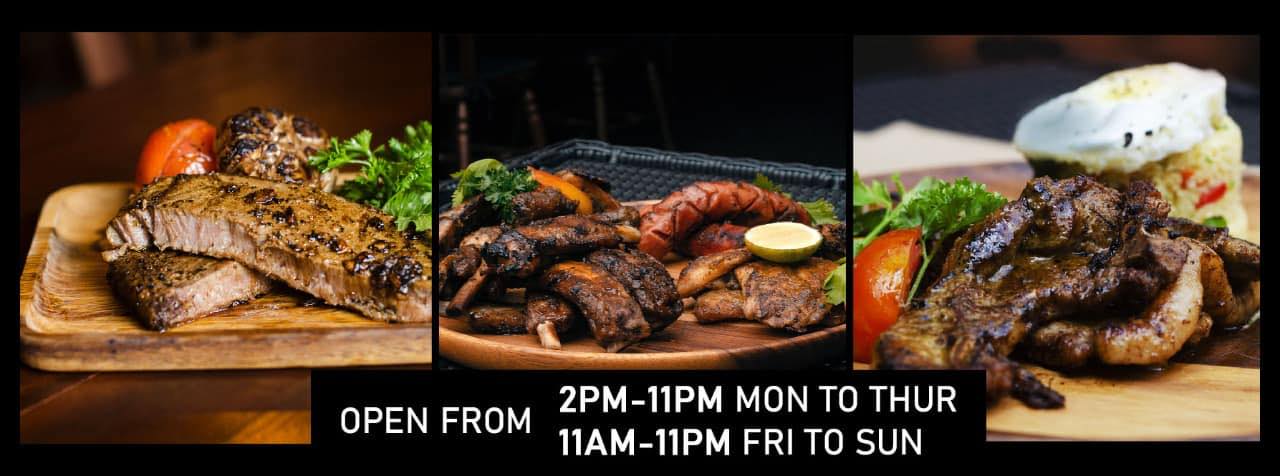 OPEN FROM
2PM-11PM MON TO THUR
11AM-11PM FRI TO SUN